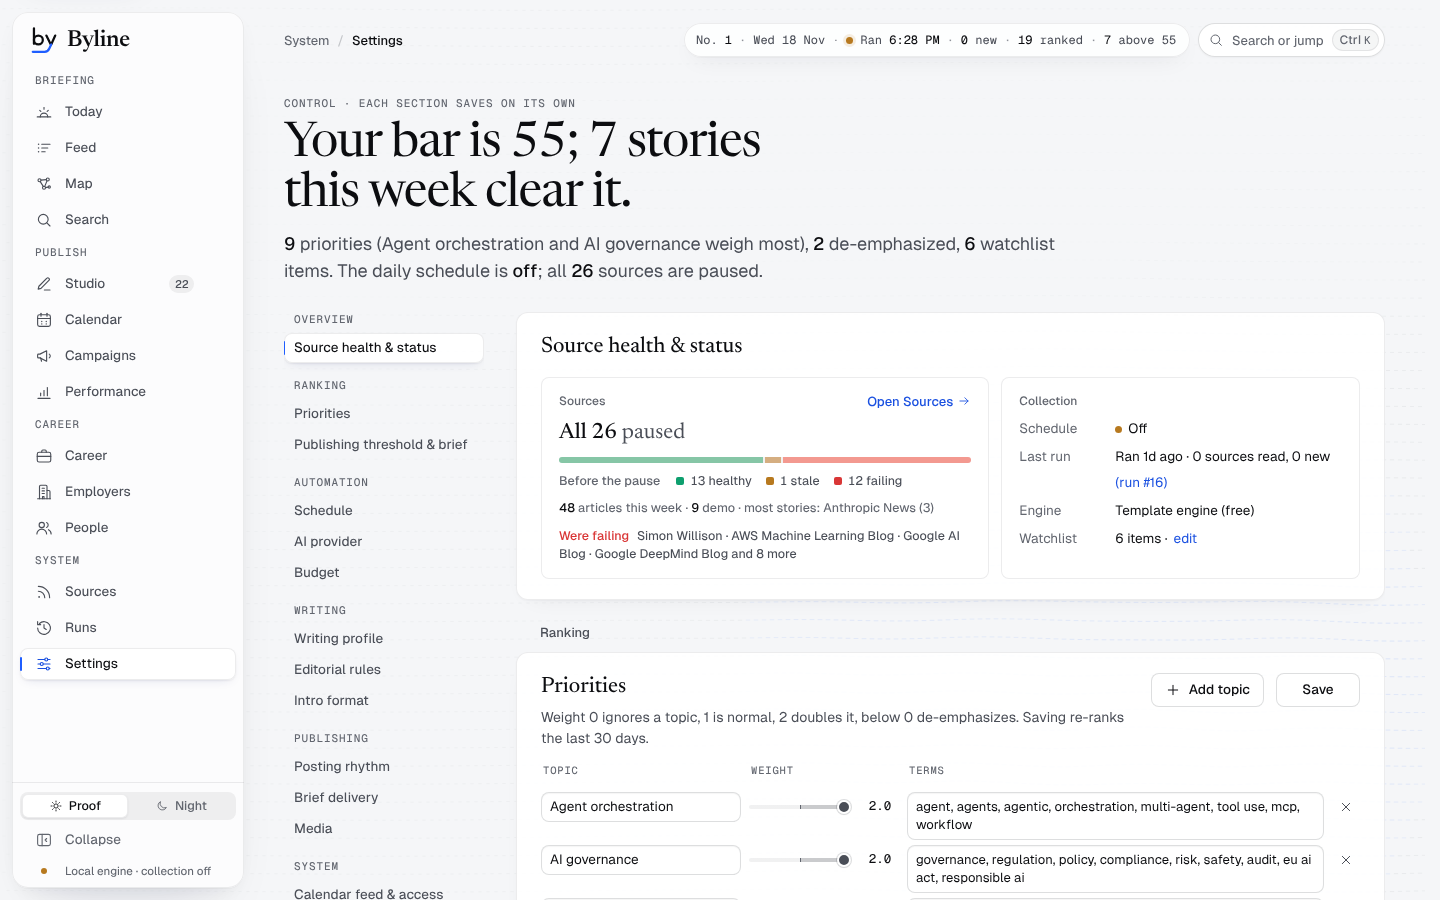 by Byline
BRIEFING
Today
Feed
Map
Search
PUBLISH
Studio 22
Calendar
Campaigns
Performance
CAREER
Career
Employers
People
SYSTEM
Sources
Runs
Settings
Proof Night
Collapse
Local engine · collection off
System / Settings
No. 1 · Wed 18 Nov · Ran 6:28 PM · 0 new · 19 ranked · 7 above 55
Search or jump Ctrl K
CONTROL · EACH SECTION SAVES ON ITS OWN
Your bar is 55; 7 stories
this week clear it.
9 priorities (Agent orchestration and AI governance weigh most), 2 de-emphasized, 6 watchlist
items. The daily schedule is off; all 26 sources are paused.
OVERVIEW
Source health & status
RANKING
Priorities
Publishing threshold & brief
AUTOMATION
Schedule
AI provider
Budget
WRITING
Writing profile
Editorial rules
Intro format
PUBLISHING
Posting rhythm
Brief delivery
Media
SYSTEM
Calendar feed & access
Source health & status
Sources Open Sources →
All 26 paused
Before the pause 13 healthy 1 stale 12 failing
48 articles this week · 9 demo · most stories: Anthropic News (3)
Were failing Simon Willison · AWS Machine Learning Blog · Google AI
Blog · Google DeepMind Blog and 8 more
Collection
Schedule Off
Last run Ran 1d ago · 0 sources read, 0 new
(run #16)
Engine Template engine (free)
Watchlist 6 items · edit
Ranking
Priorities
+ Add topic
Save
Weight 0 ignores a topic, 1 is normal, 2 doubles it, below 0 de-emphasizes. Saving re-ranks
the last 30 days.
TOPIC WEIGHT TERMS
Agent orchestration 2.0 agent, agents, agentic, orchestration, multi-agent, tool use, mcp,
workflow
AI governance 2.0 governance, regulation, policy, compliance, risk, safety, audit, eu ai
act, responsible ai